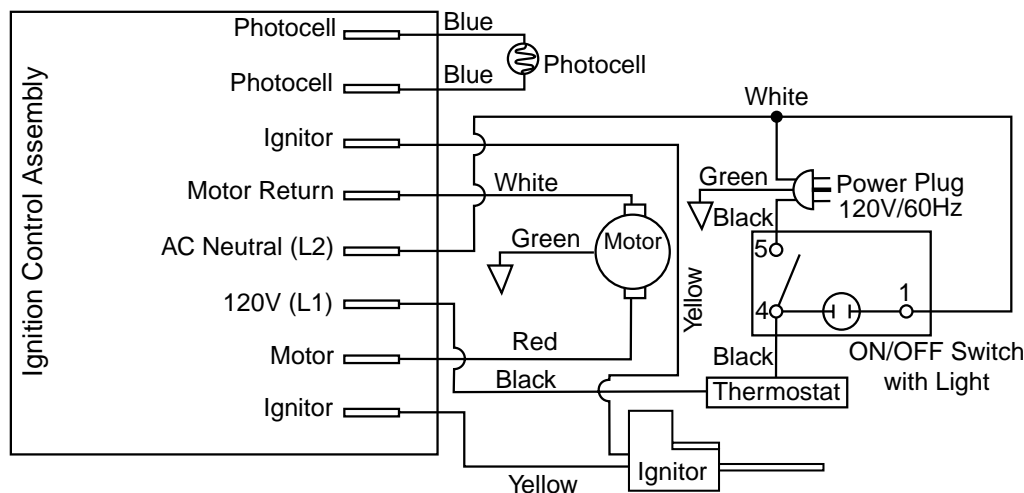 Ignition Control Assembly
Photocell
Blue
Photocell
Blue
Photocell
Ignitor
Motor Return
White
AC Neutral (L2)
Green
Motor
120V (L1)
Yellow
Motor
Red
Black
Ignitor
Yellow
Ignitor
White
Green
Power Plug
120V/60Hz
Black
5
4
1
Black
ON/OFF Switch
with Light
Thermostat